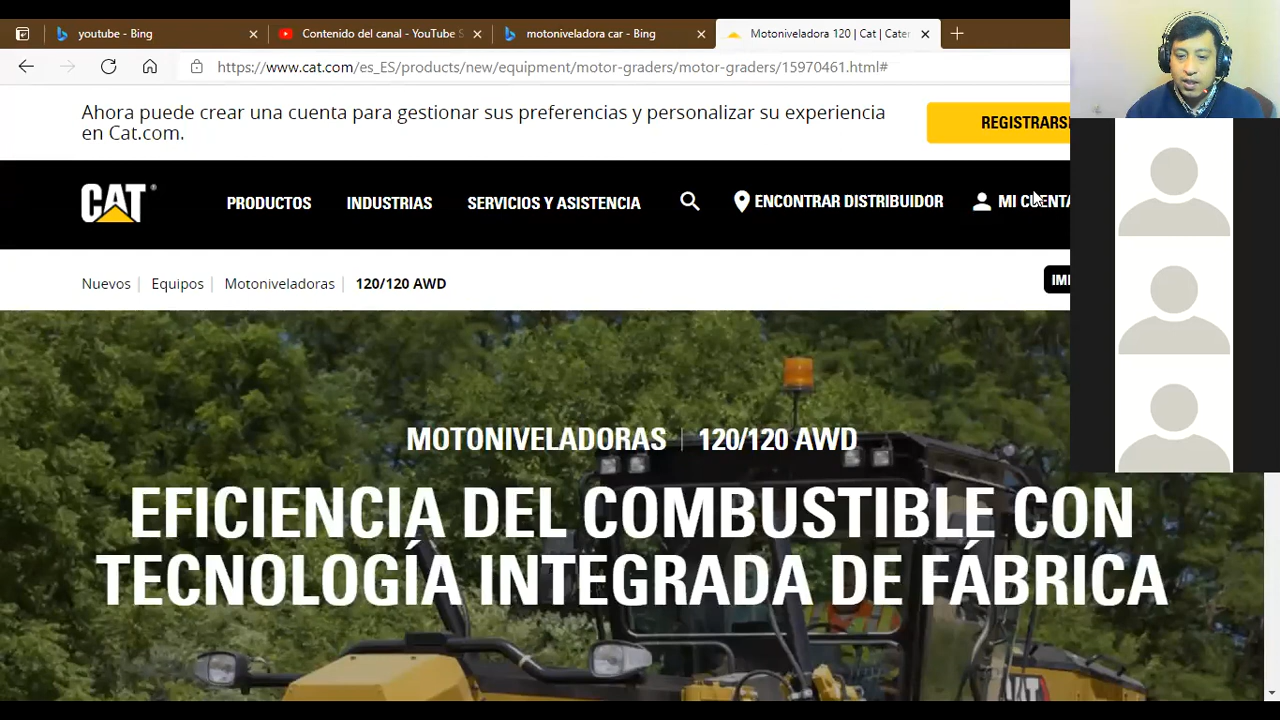 youtube - Bing
Contenido del canal - YouTube S
motoniveladora car - Bing
Motoniveladora 120 | Cat | Cater
https://www.cat.com/es_ES/products/new/equipment/motor-graders/motor-graders/15970461.html#
Ahora puede crear una cuenta para gestionar sus preferencias y personalizar su experiencia
en Cat.com.
REGISTRARS
CAT
PRODUCTOS
INDUSTRIAS
SERVICIOS Y ASISTENCIA
ENCONTRAR DISTRIBUIDOR
MI CUENTA
Nuevos | Equipos | Motoniveladoras | 120/120 AWD
IM
MOTONIVELADORAS | 120/120 AWD
EFICIENCIA DEL COMBUSTIBLE CON
TECNOLOGÍA INTEGRADA DE FÁBRICA
CAT